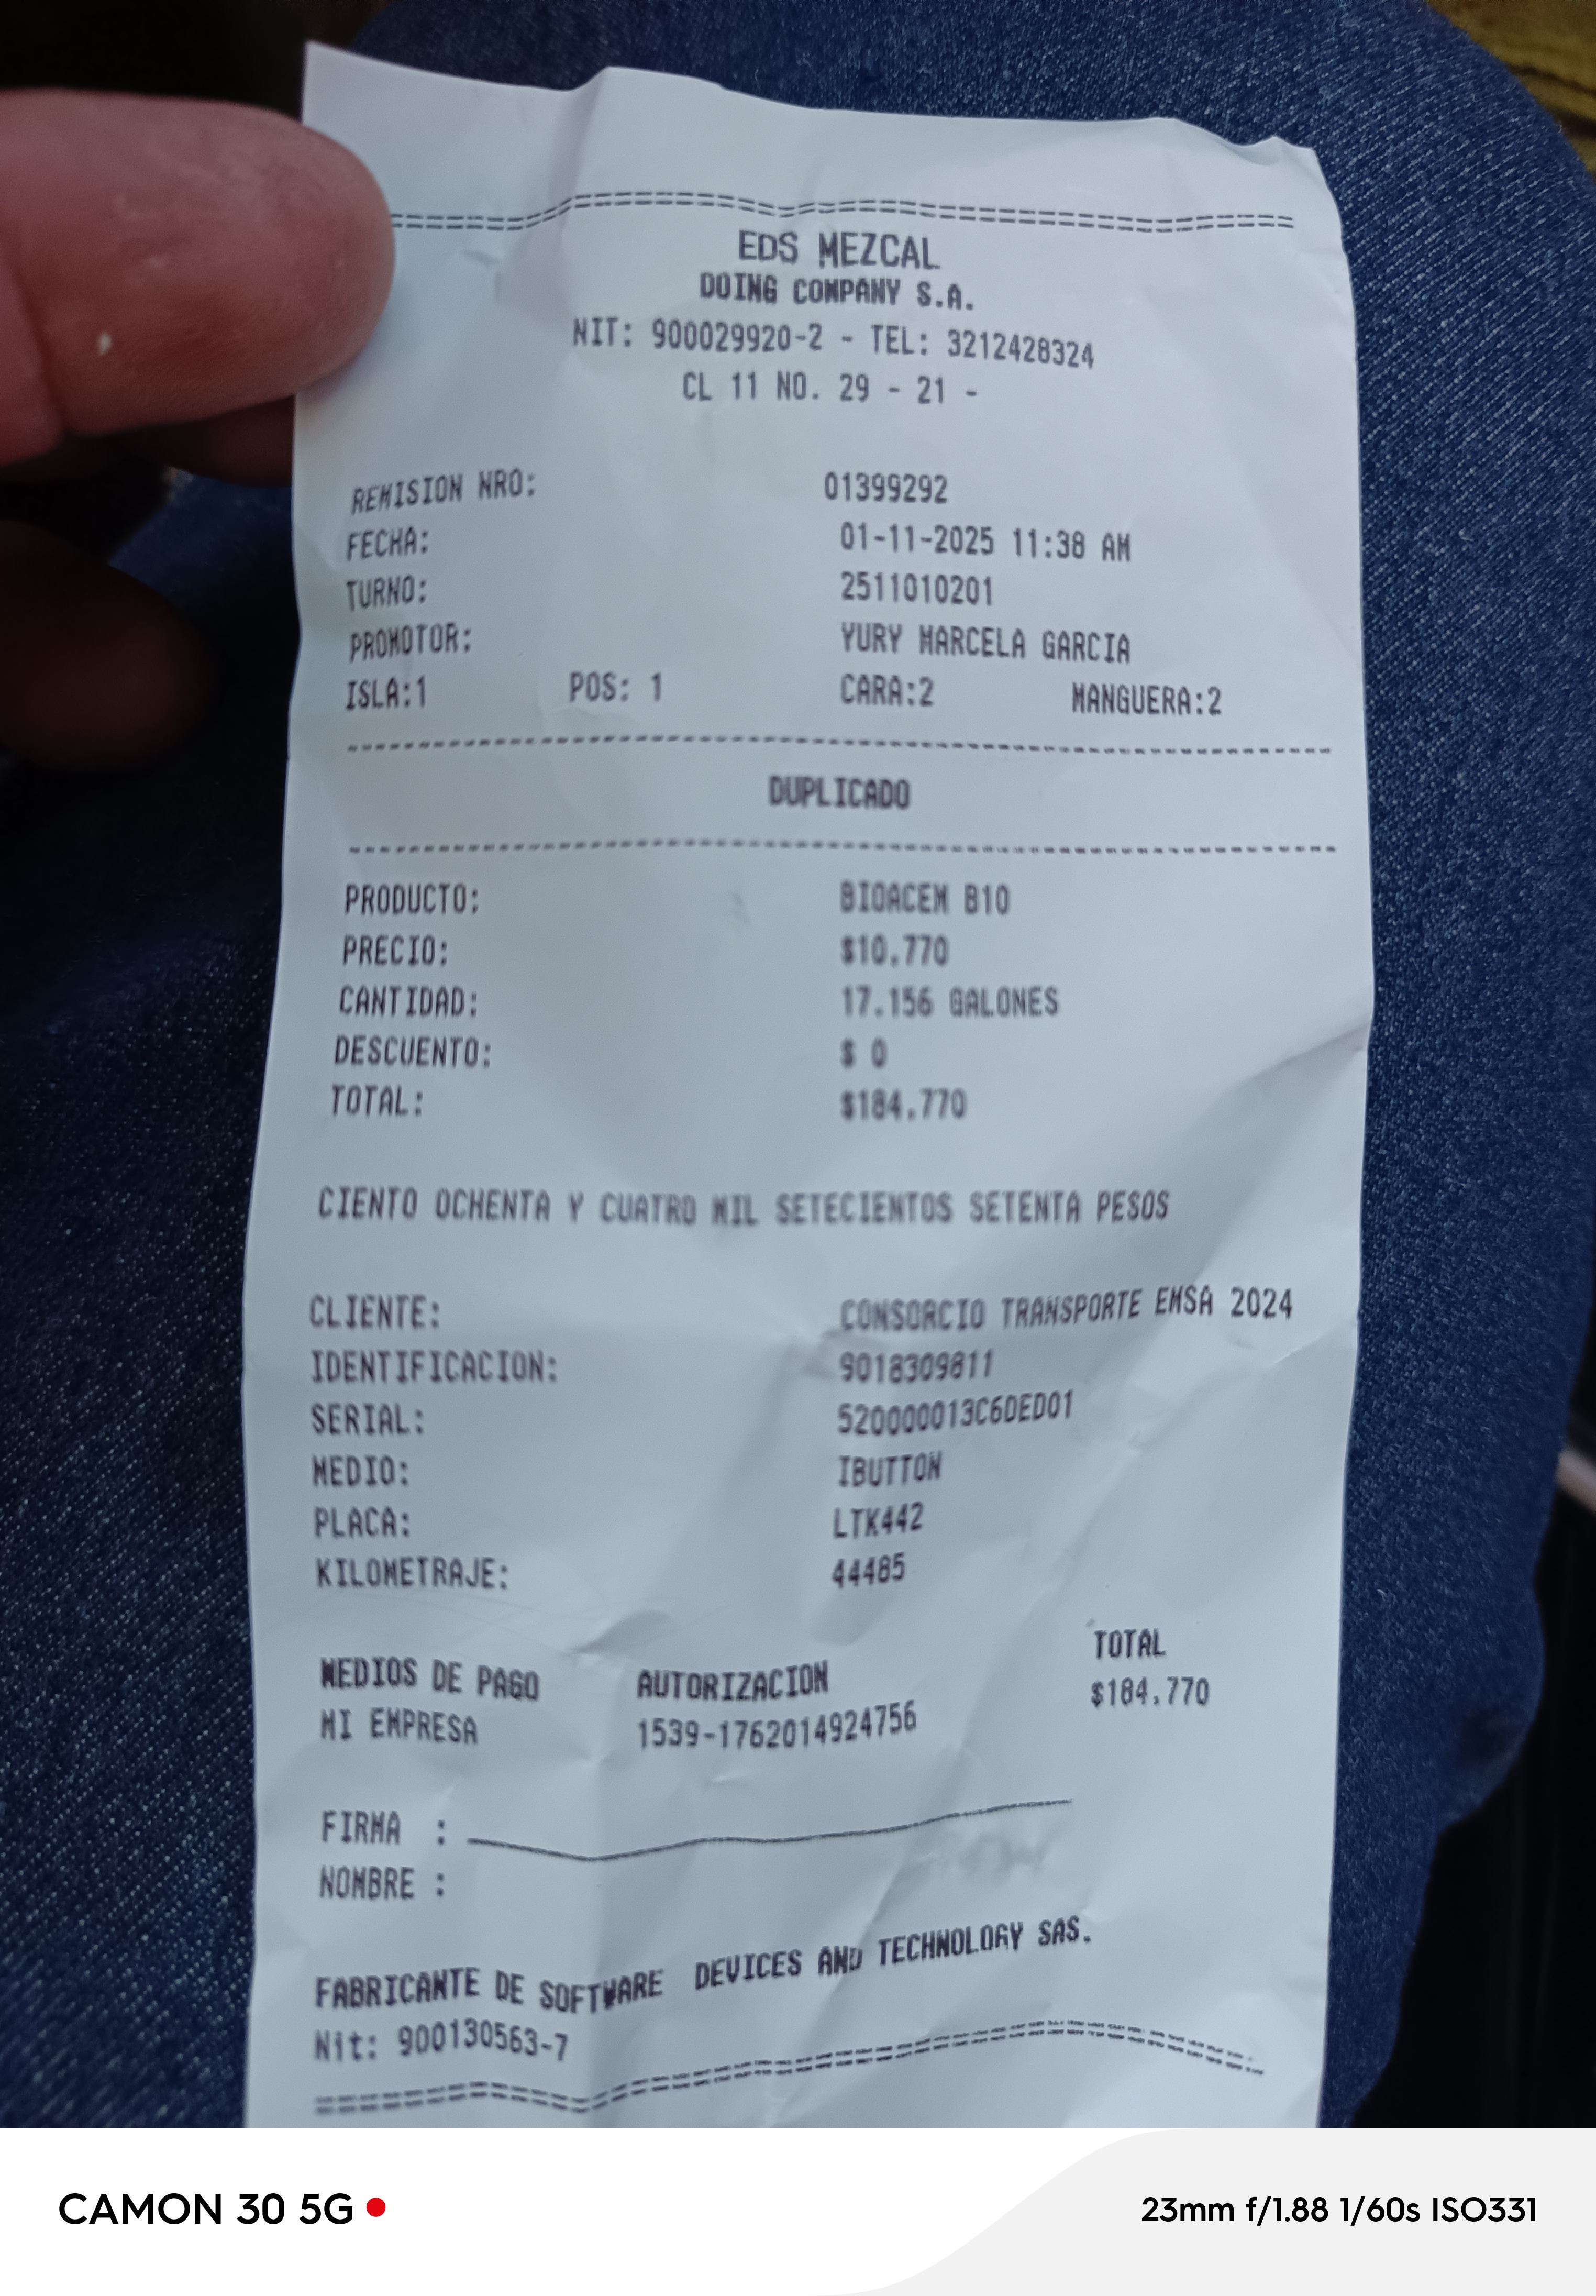 EDS MEZCAL
DOING COMPANY S.A.
NIT: 900029920-2 - TEL: 3212428324
CL 11 NO. 29 - 21 -
REMISION NRO: 01399292
FECHA: 01-11-2025 11:38 AM
TURNO: 2511010201
PROMOTOR: YURY MARCELA GARCIA
ISLA:1 POS: 1 CARA:2 MANGUERA:2
DUPLICADO
PRODUCTO: BIOACEM B10
PRECIO: $10.770
CANTIDAD: 17.156 GALONES
DESCUENTO: $ 0
TOTAL: $184.770
CIENTO OCHENTA Y CUATRO MIL SETECIENTOS SETENTA PESOS
CLIENTE: CONSORCIO TRANSPORTE EMSA 2024
IDENTIFICACION: 9018309811
SERIAL: 520000013C6DED01
MEDIO: IBUTTON
PLACA: LTK442
KILOMETRAJE: 44485
MEDIOS DE PAGO AUTORIZACION TOTAL
MI EMPRESA 1539-1762014924756 $184.770
FIRMA :
NOMBRE :
FABRICANTE DE SOFTWARE DEVICES AND TECHNOLOGY SAS.
Nit: 900130563-7
CAMON 30 5G
23mm f/1.88 1/60s ISO331